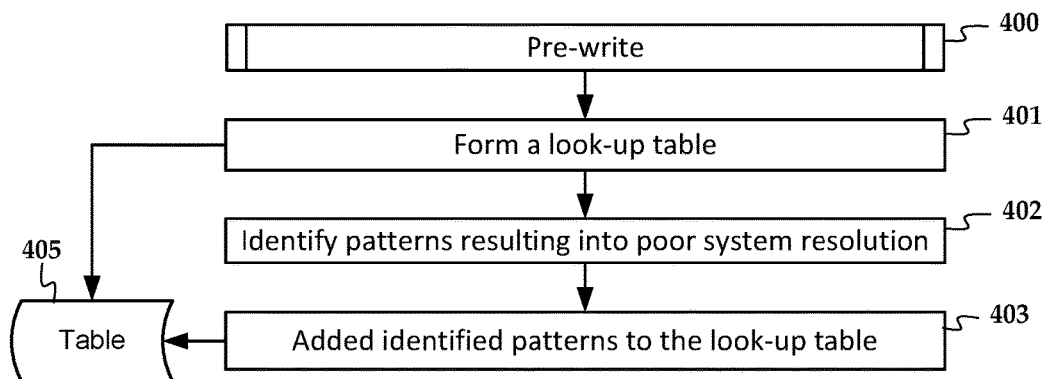 Pre-write
400
Form a look-up table
401
Identify patterns resulting into poor system resolution
402
405
Table
Added identified patterns to the look-up table
403